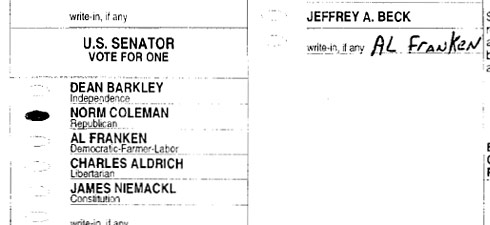 write-in, if any
U.S. SENATOR
VOTE FOR ONE
DEAN BARKLEY
Independence
NORM COLEMAN
Republican
AL FRANKEN
Democratic-Farmer-Labor
CHARLES ALDRICH
Libertarian
JAMES NIEMACKL
Constitution
write-in, if any
JEFFREY A. BECK
write-in, if any AL FranKen